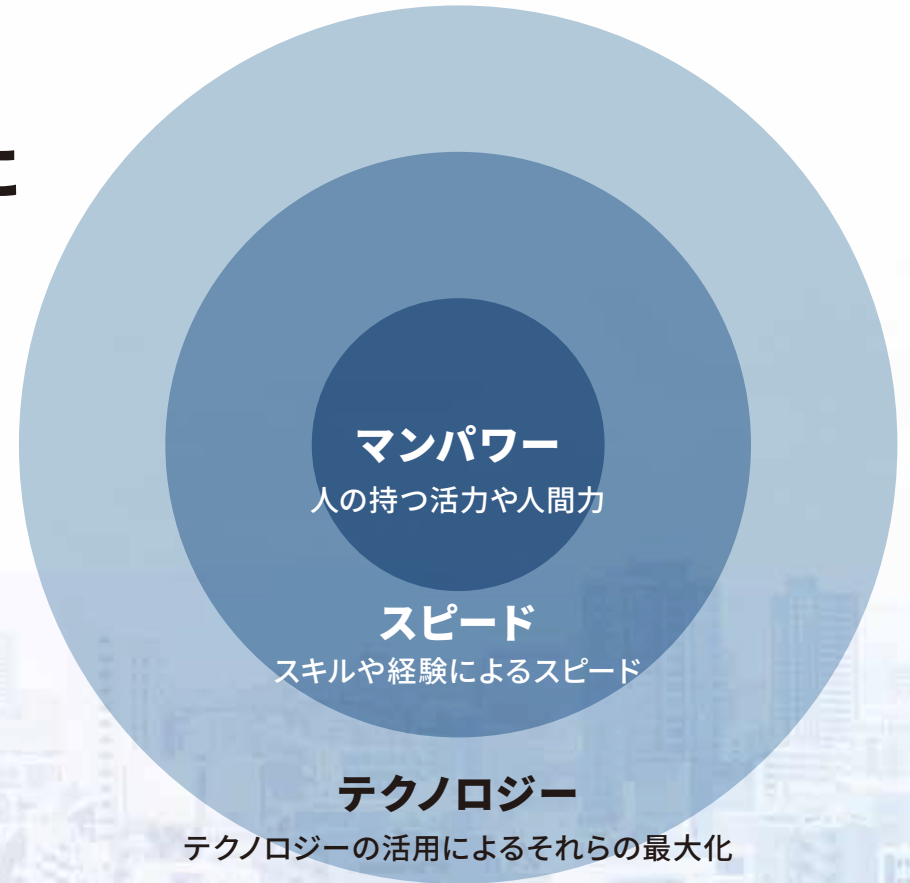 マンパワー
人の持つ活力や人間力
スピード
スキルや経験によるスピード
テクノロジー
テクノロジーの活用によるそれらの最大化